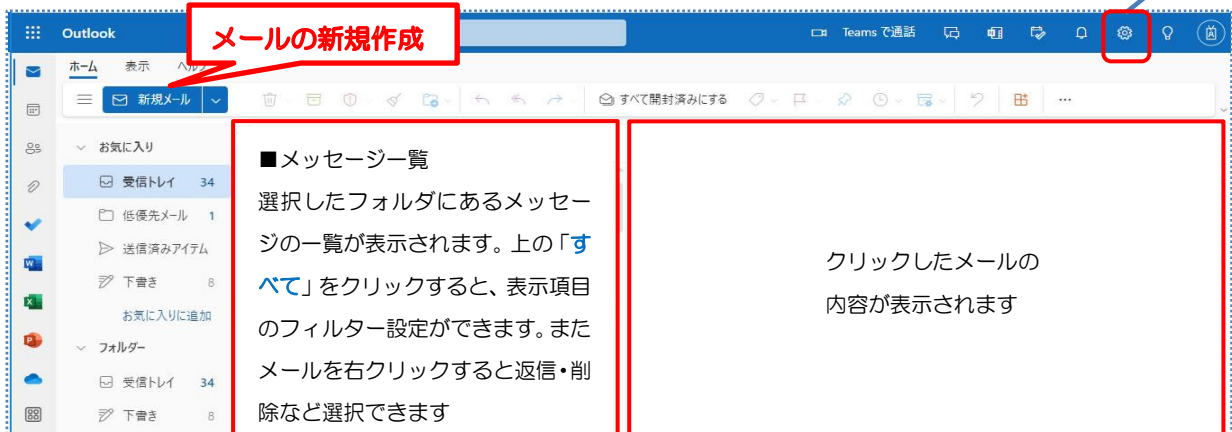 Outlook
メールの新規作成
Teams で通話
ホーム 表示
新規メール
すべて開封済みにする
お気に入り
受信トレイ 34
低優先メール 1
送信済みアイテム
下書き 8
お気に入りに追加
フォルダー
受信トレイ 34
下書き 8
■メッセージ一覧
選択したフォルダにあるメッセー
ジの一覧が表示されます。上の「す
べて」をクリックすると、表示項目
のフィルター設定ができます。また
メールを右クリックすると返信・削
除など選択できます
クリックしたメールの
内容が表示されます